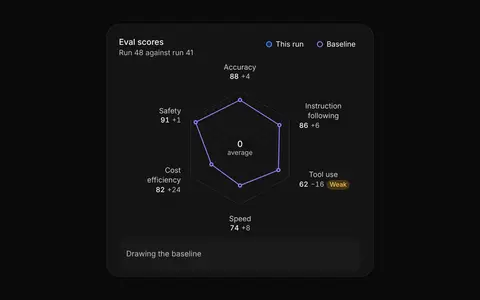 Eval scores
Run 48 against run 41
This run
Baseline
Accuracy
88 +4
Safety
91 +1
Instruction
following
86 +6
0
average
Cost
efficiency
82 +24
Tool use
62 −16 Weak
Speed
74 +8
Drawing the baseline